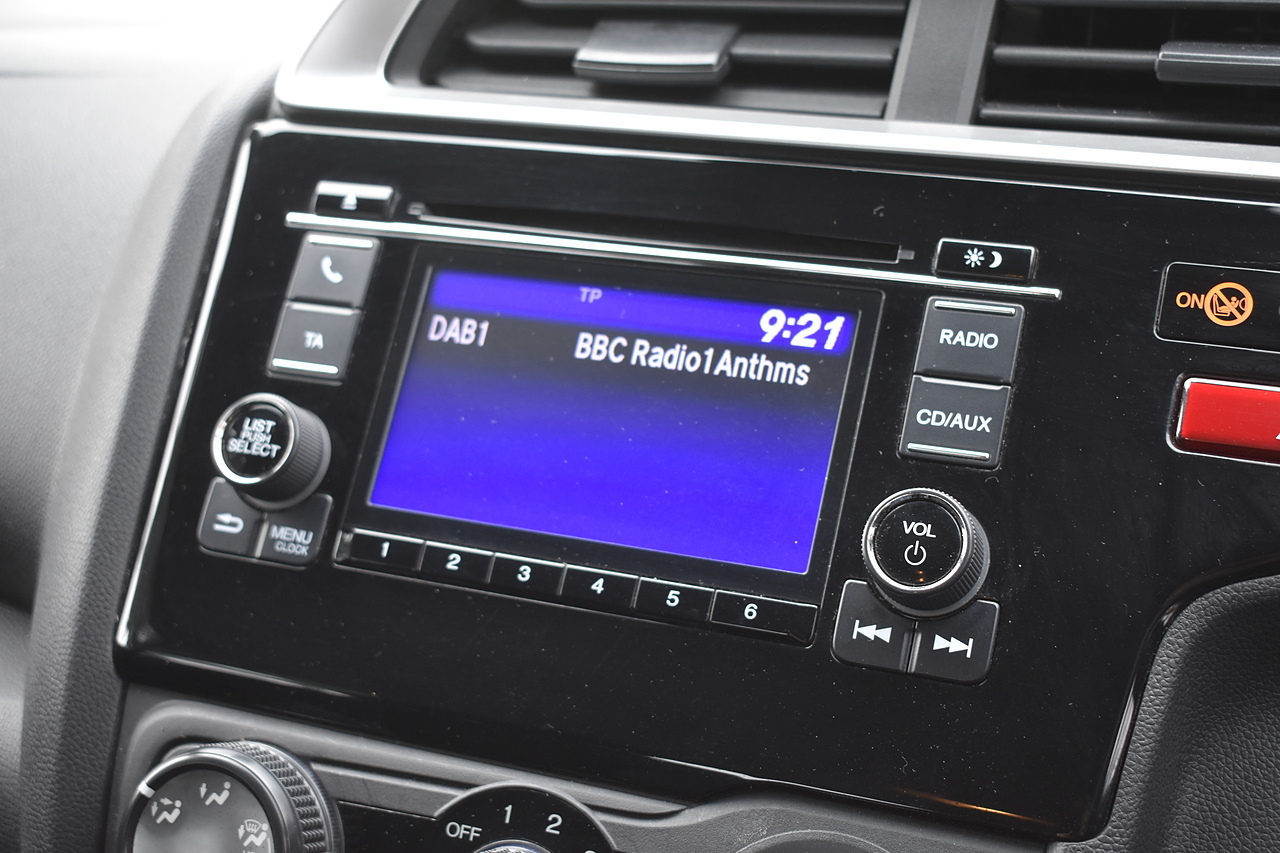 TP
9:21
DAB1
BBC Radio1Anthms
TA
RADIO
CD/AUX
ON
LIST
PUSH
SELECT
MENU
CLOCK
VOL
1 2 3 4 5 6
OFF 1 2